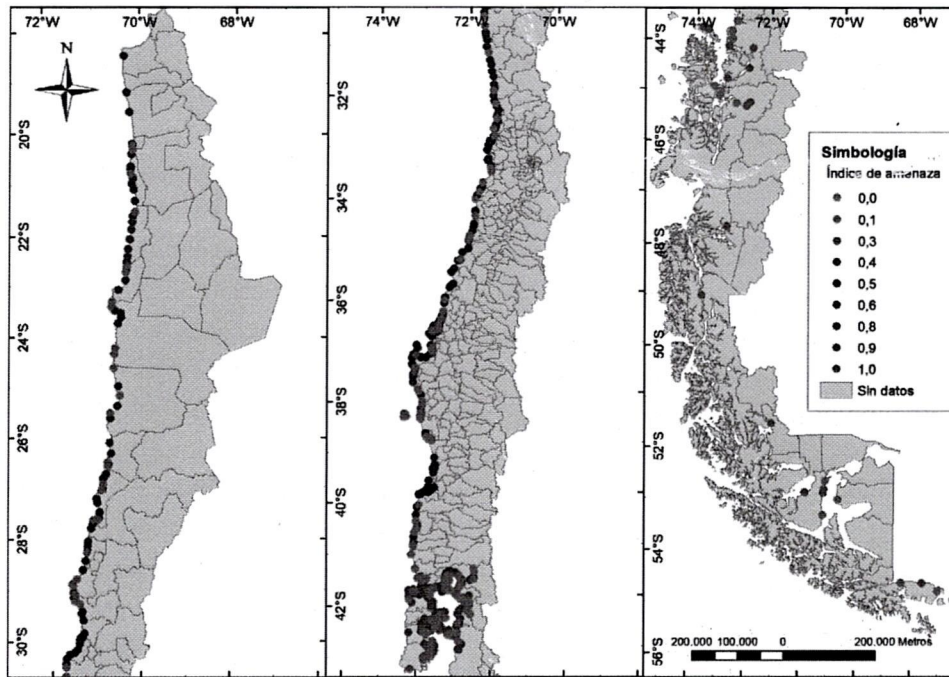 70°W 68°W
74°W 72°W 70°W
74°W 72°W 70°W 68°W
N
20°S
22°S
24°S
26°S
28°S
30°S
32°S
34°S
36°S
38°S
40°S
42°S
44°S
46°S
48°S
50°S
52°S
54°S
56°S
Simbología
Índice de amenaza
0,0
0,1
0,3
0,4
0,5
0,6
0,8
0,9
1,0
Sin datos
200.000 100.000 0 200.000 Metros